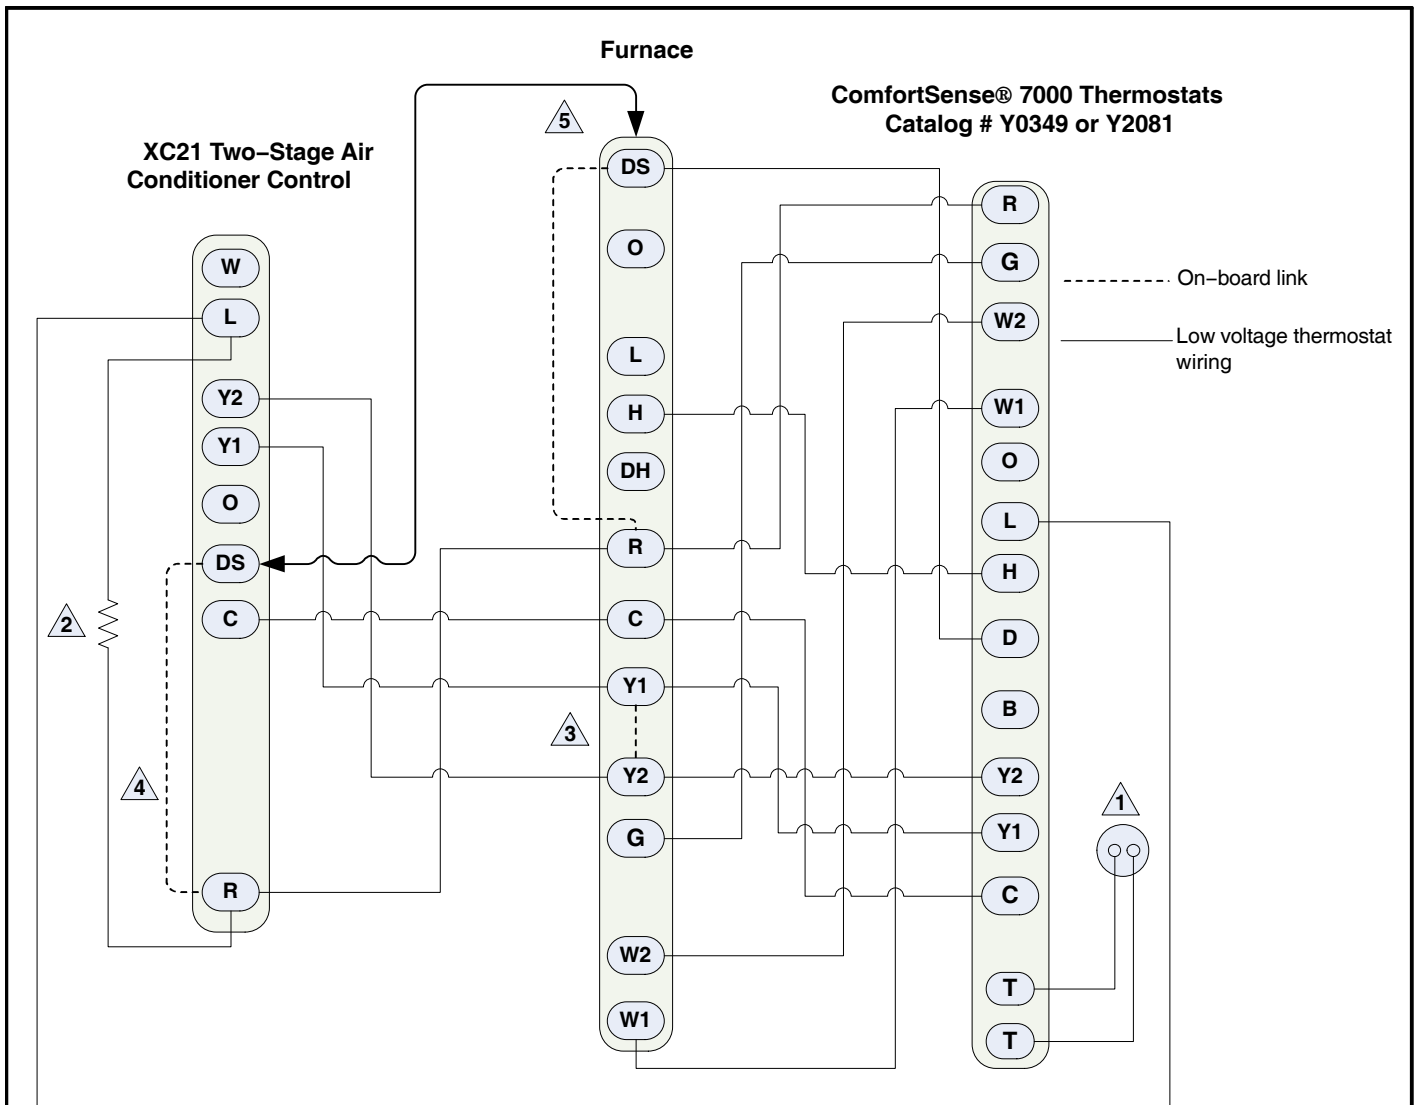 Furnace
ComfortSense® 7000 Thermostats
Catalog # Y0349 or Y2081
XC21 Two−Stage Air
Conditioner Control
W
L
Y2
Y1
O
DS
C
R
2
4
5
DS
O
L
H
DH
R
C
Y1
3
Y2
G
W2
W1
R
G
W2
W1
O
L
H
D
B
Y2
Y1
C
T
T
On−board link
Low voltage thermostat
wiring
1